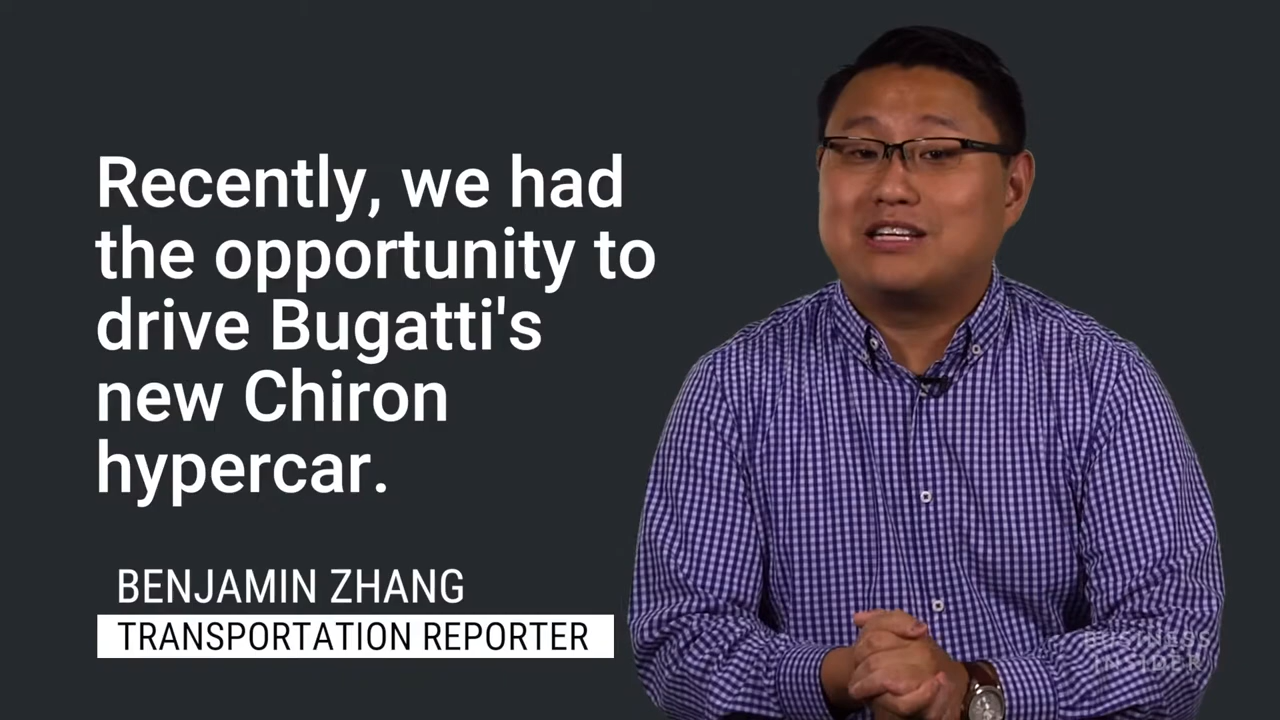 Recently, we had
the opportunity to
drive Bugatti's
new Chiron
hypercar.
BENJAMIN ZHANG
TRANSPORTATION REPORTER
BUSINESS
INSIDER